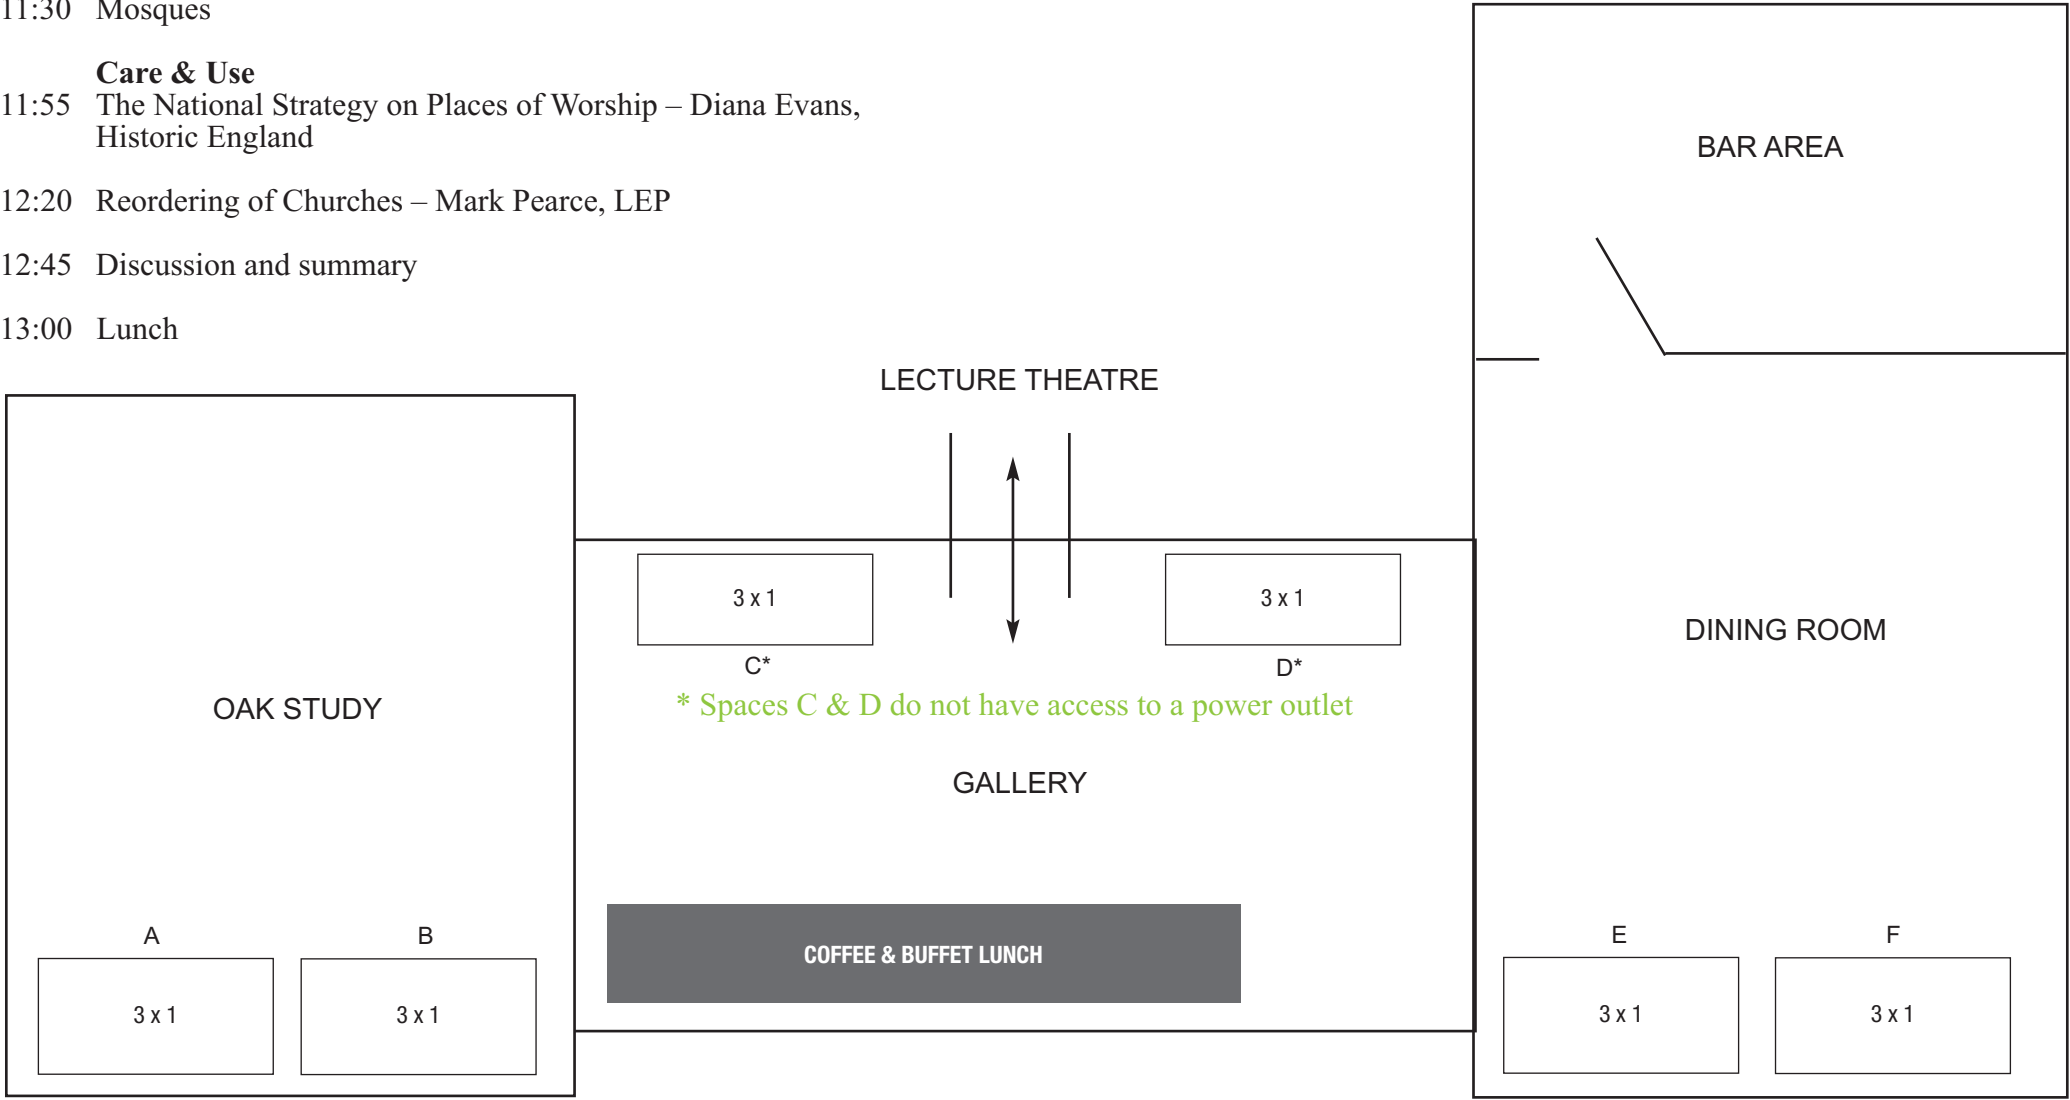 11:30 Mosques
Care & Use
11:55 The National Strategy on Places of Worship – Diana Evans,
Historic England
12:20 Reordering of Churches – Mark Pearce, LEP
12:45 Discussion and summary
13:00 Lunch
BAR AREA
LECTURE THEATRE
3 x 1
3 x 1
DINING ROOM
C*
D*
OAK STUDY
* Spaces C & D do not have access to a power outlet
GALLERY
A
B
E
F
COFFEE & BUFFET LUNCH
3 x 1
3 x 1
3 x 1
3 x 1